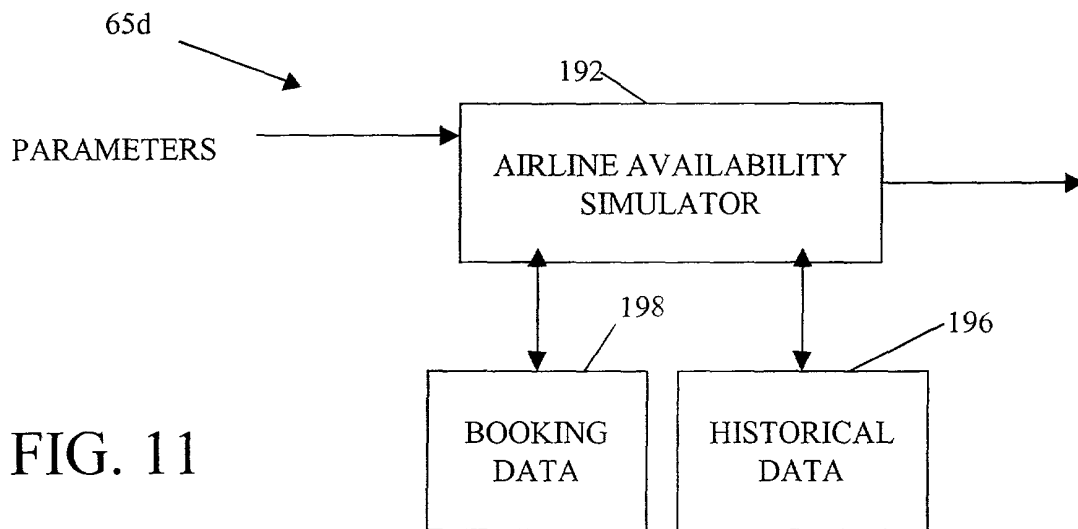 65d
192
PARAMETERS
AIRLINE AVAILABILITY
SIMULATOR
198
196
BOOKING
DATA
HISTORICAL
DATA
FIG. 11